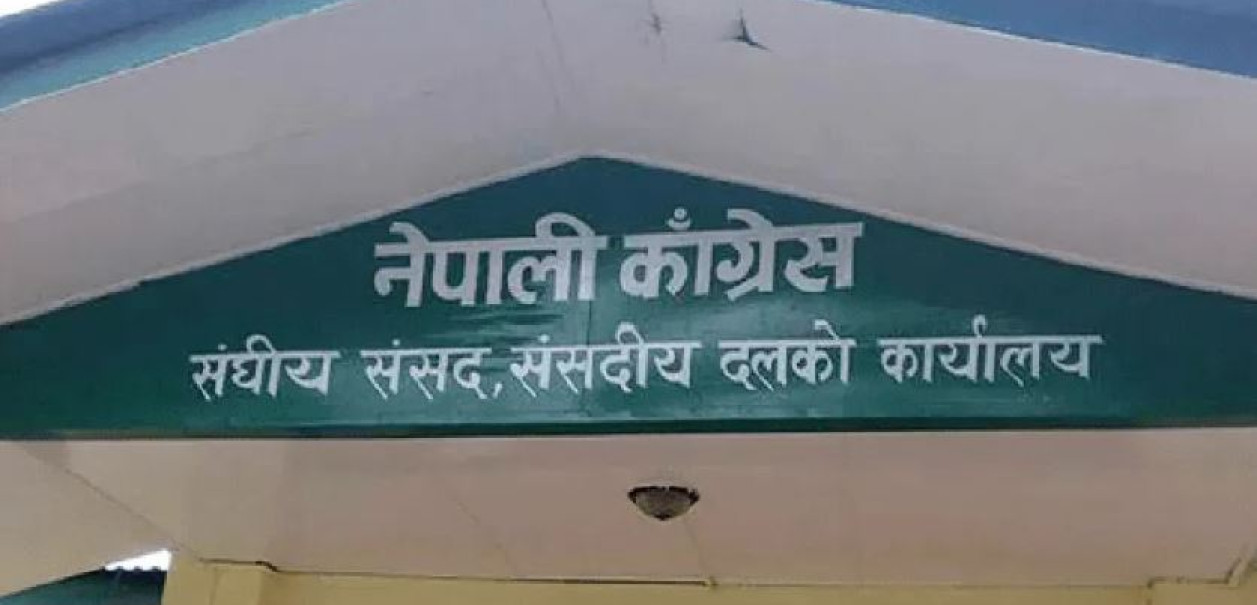 नेपाली काँग्रेस
संघीय संसद, संसदीय दलको कार्यालय